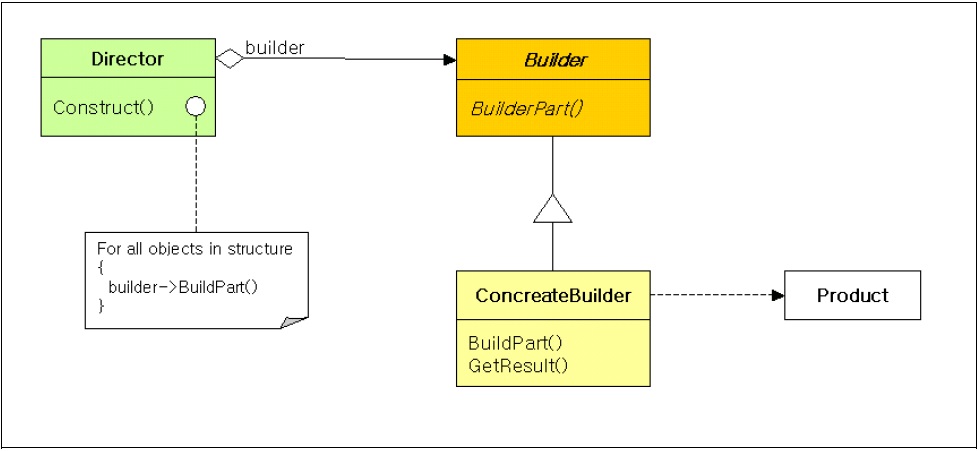 Director
Construct()
builder
Builder
BuilderPart()
For all objects in structure
{
builder->BuildPart()
}
ConcreateBuilder
BuildPart()
GetResult()
Product